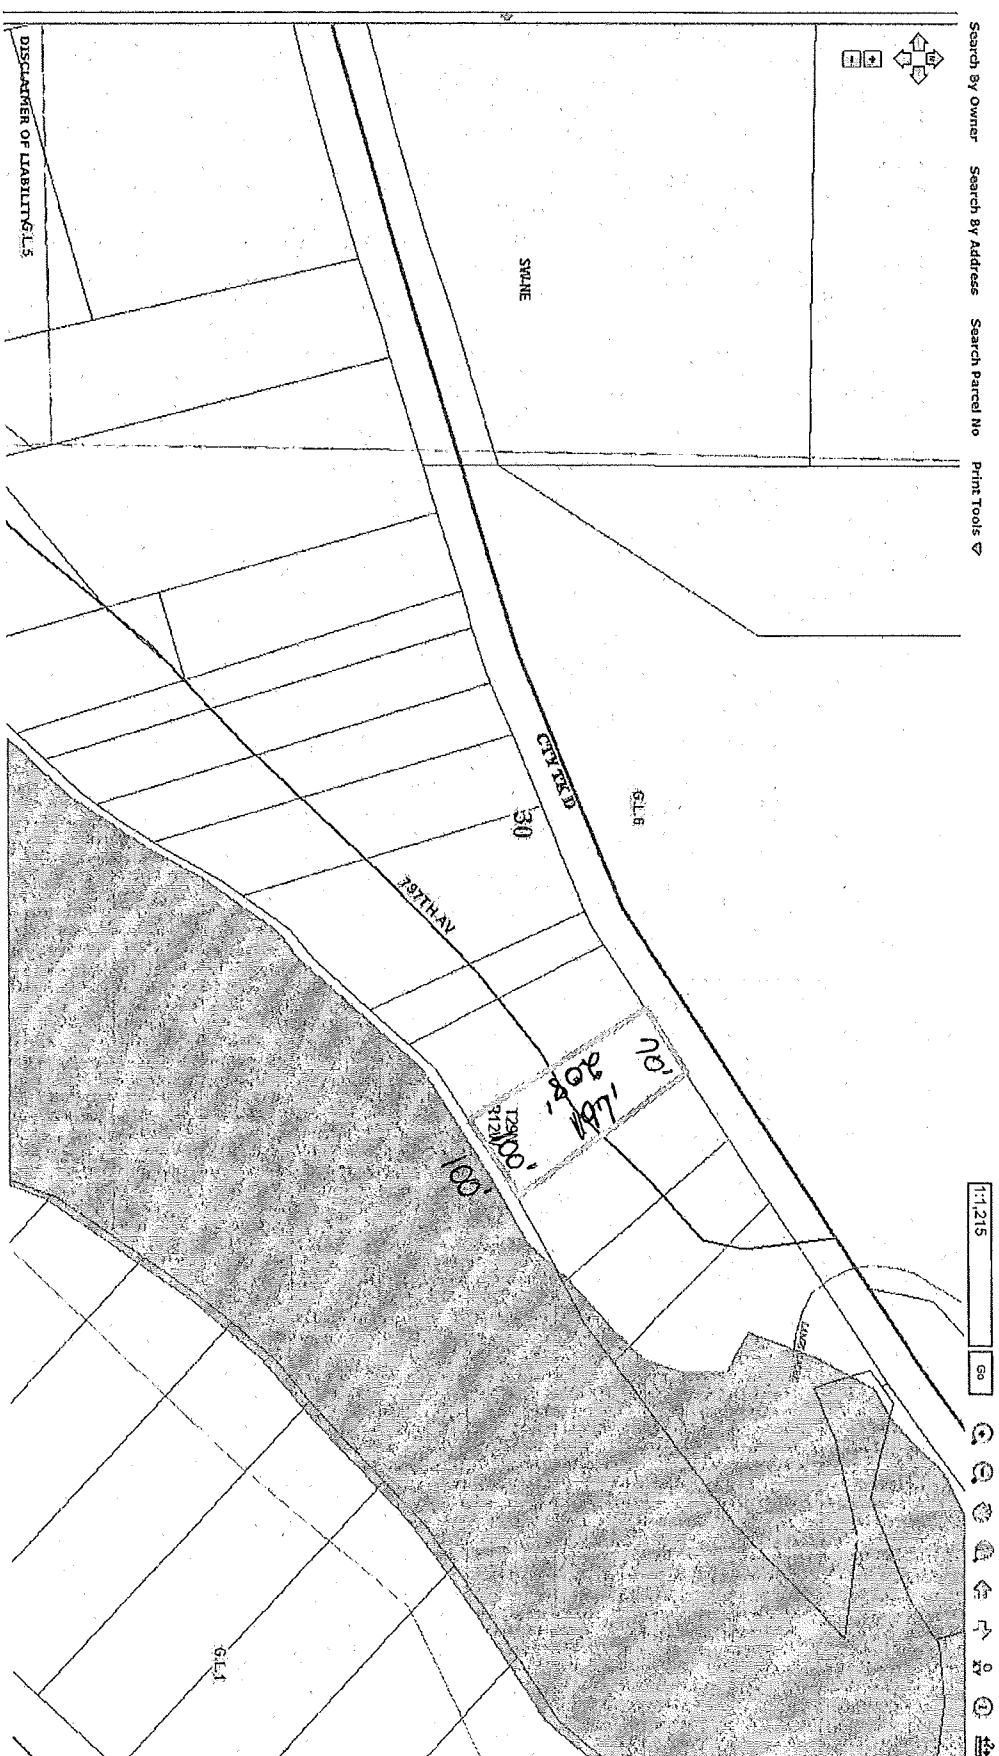 Search By Owner Search By Address Search Parcel No Print Tools
1:1,215 Go
SW-NE
G.L.6
CTY TK D
30
797TH AV
70'
208'
100'
100'
G.L.5
DISCLAIMER OF LIABILITY
G.L.1
XY